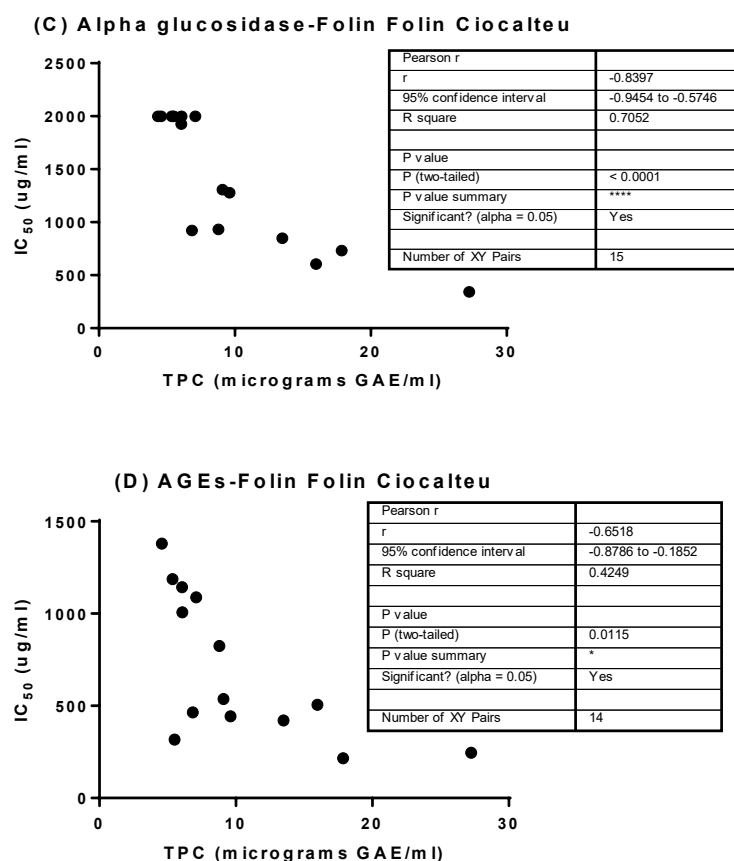 (C) Alpha glucosidase-Folin Folin Ciocalteu
2500
2000
1500
1000
500
0
IC50 (ug/ml)
0 10 20 30
TPC (micrograms GAE/ml)
Pearson r
r -0.8397
95% confidence interval -0.9454 to -0.5746
R square 0.7052
P value
P (two-tailed) < 0.0001
P value summary ****
Significant? (alpha = 0.05) Yes
Number of XY Pairs 15
(D) AGEs-Folin Folin Ciocalteu
1500
1000
500
0
IC50 (ug/ml)
0 10 20 30
TPC (micrograms GAE/ml)
Pearson r
r -0.6518
95% confidence interval -0.8786 to -0.1852
R square 0.4249
P value
P (two-tailed) 0.0115
P value summary *
Significant? (alpha = 0.05) Yes
Number of XY Pairs 14